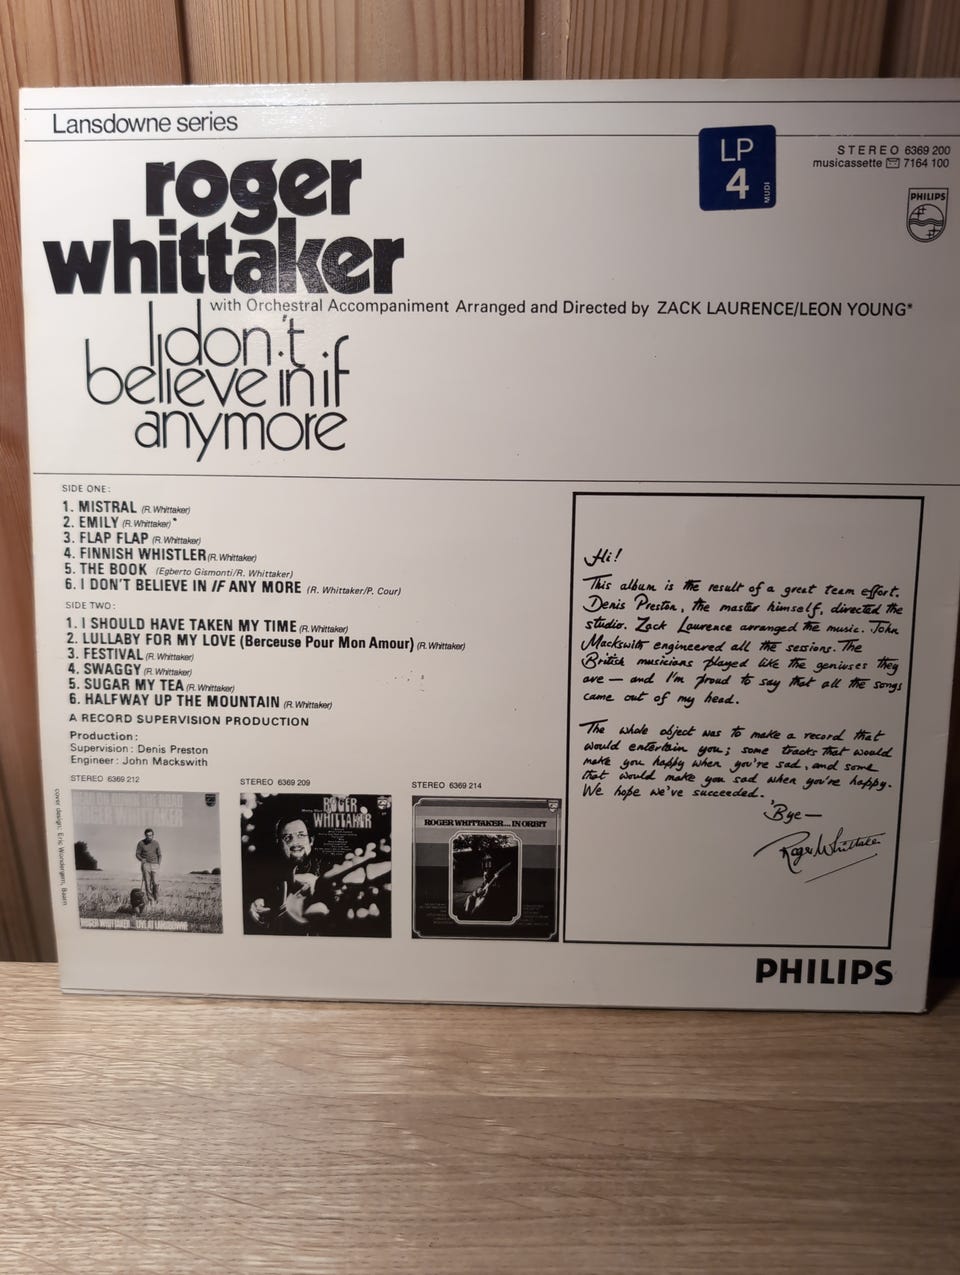 Lansdowne series
roger
whittaker
with Orchestral Accompaniment Arranged and Directed by ZACK LAURENCE/LEON YOUNG*
I don't
believe in if
anymore
LP
4
MUDI
STEREO 6369 200
musicassette 7164 100
PHILIPS
SIDE ONE:
1. MISTRAL (R. Whittaker)
2. EMILY (R. Whittaker)*
3. FLAP FLAP (R. Whittaker)
4. FINNISH WHISTLER (R. Whittaker)
5. THE BOOK (Egberto Gismonti/R. Whittaker)
6. I DON'T BELIEVE IN IF ANY MORE (R. Whittaker/P. Cour)
SIDE TWO:
1. I SHOULD HAVE TAKEN MY TIME (R. Whittaker)
2. LULLABY FOR MY LOVE (Berceuse Pour Mon Amour) (R. Whittaker)
3. FESTIVAL (R. Whittaker)
4. SWAGGY (R. Whittaker)
5. SUGAR MY TEA (R. Whittaker)
6. HALFWAY UP THE MOUNTAIN (R. Whittaker)
A RECORD SUPERVISION PRODUCTION
Production:
Supervision: Denis Preston
Engineer: John Mackswith
STEREO 6369 212
STEREO 6369 209
STEREO 6369 214
ROGER WHITTAKER...LIVE AT LANSDOWNE
ROGER
WHITTAKER
ROGER WHITTAKER...IN ORBIT
cover design: Eric Wondergem, Baarn
Hi!
This album is the result of a great team effort.
Denis Preston, the master himself, directed the
studio. Zack Laurence arranged the music. John
Mackswith engineered all the sessions. The
British musicians played like the geniuses they
are — and I'm proud to say that all the songs
came out of my head.
The whole object was to make a record that
would entertain you; some tracks that would
make you happy when you're sad, and some
that would make you sad when you're happy.
We hope we've succeeded.
'Bye —
Roger Whittaker
PHILIPS